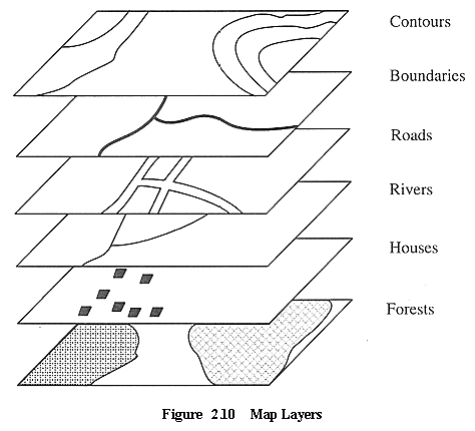 Contours
Boundaries
Roads
Rivers
Houses
Forests
Figure 2.10 Map Layers